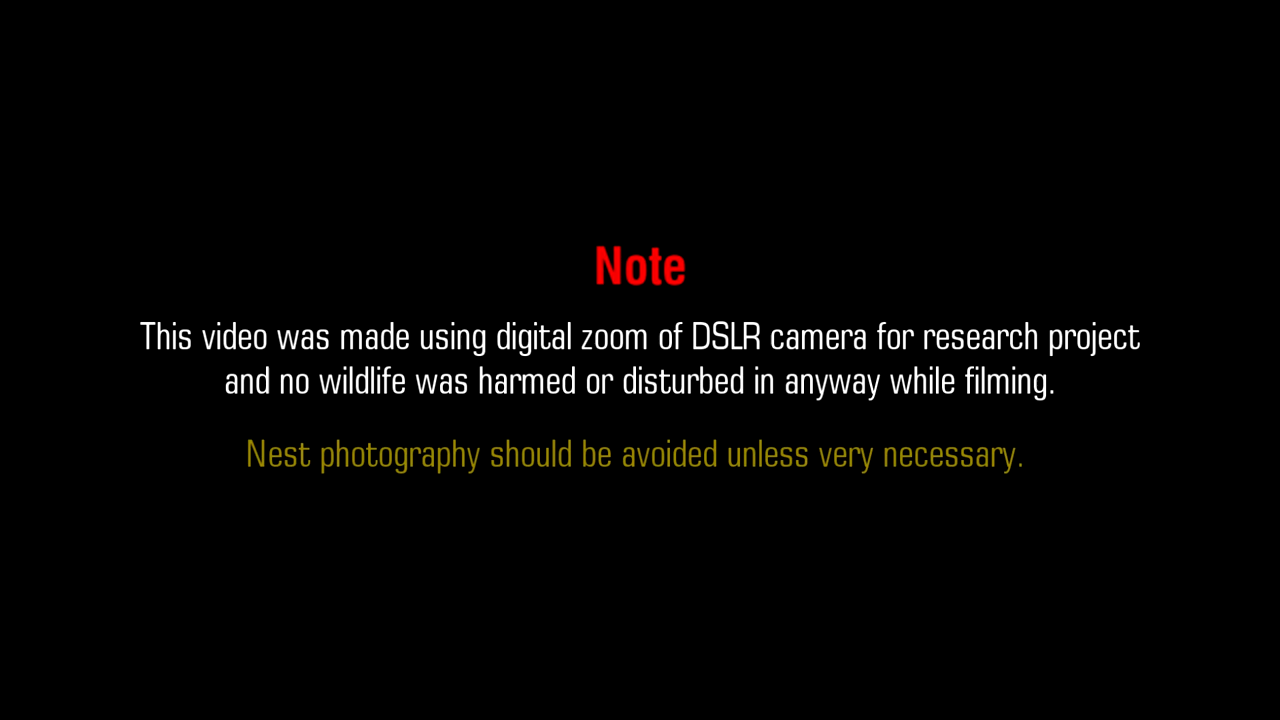 Note
This video was made using digital zoom of DSLR camera for research project
and no wildlife was harmed or disturbed in anyway while filming.
Nest photography should be avoided unless very necessary.